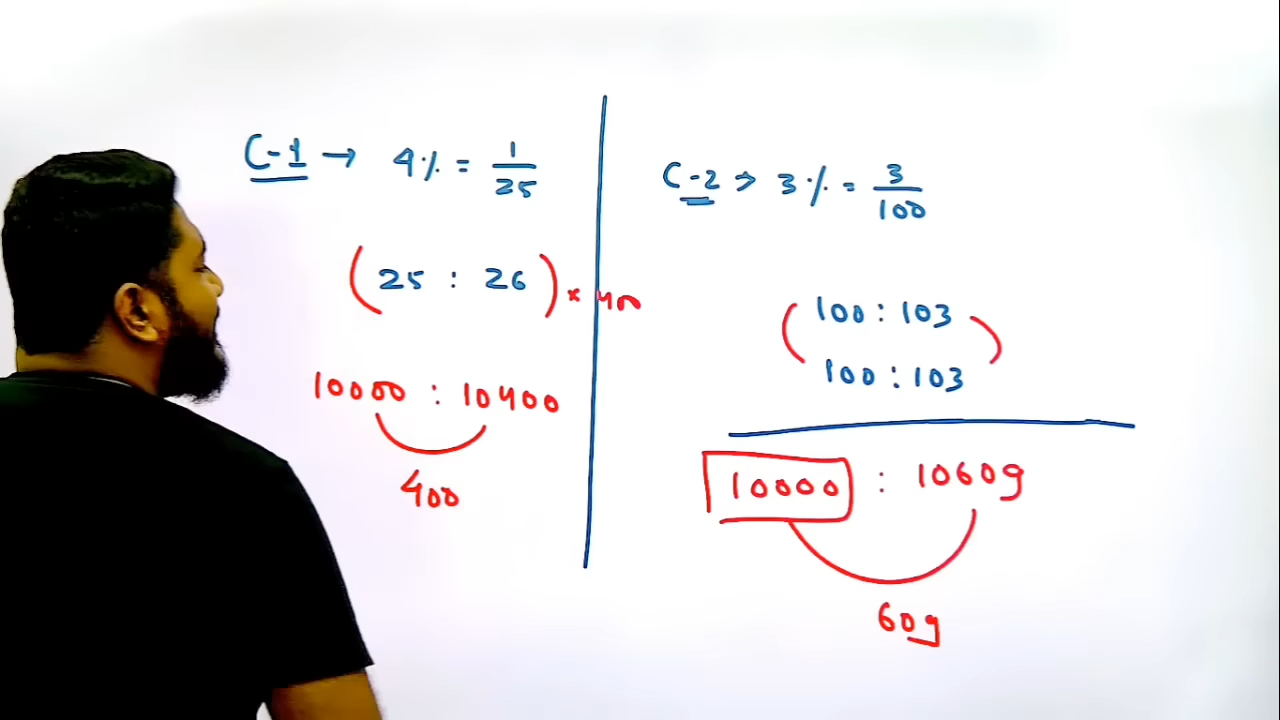 C-1 → 4% = 1/25
(25 : 26) × 400
10000 : 10400
400
C-2 → 3% = 3/100
100 : 103
100 : 103
10000 : 10609
609